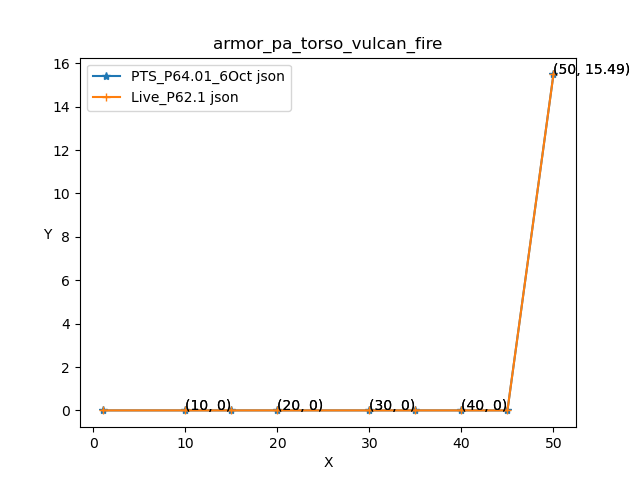 armor_pa_torso_vulcan_fire
PTS_P64.01_6Oct json
Live_P62.1 json
(50, 15.49)
16
14
12
10
8
Y
6
4
2
0
(10, 0) (20, 0) (30, 0) (40, 0)
0 10 20 30 40 50
X